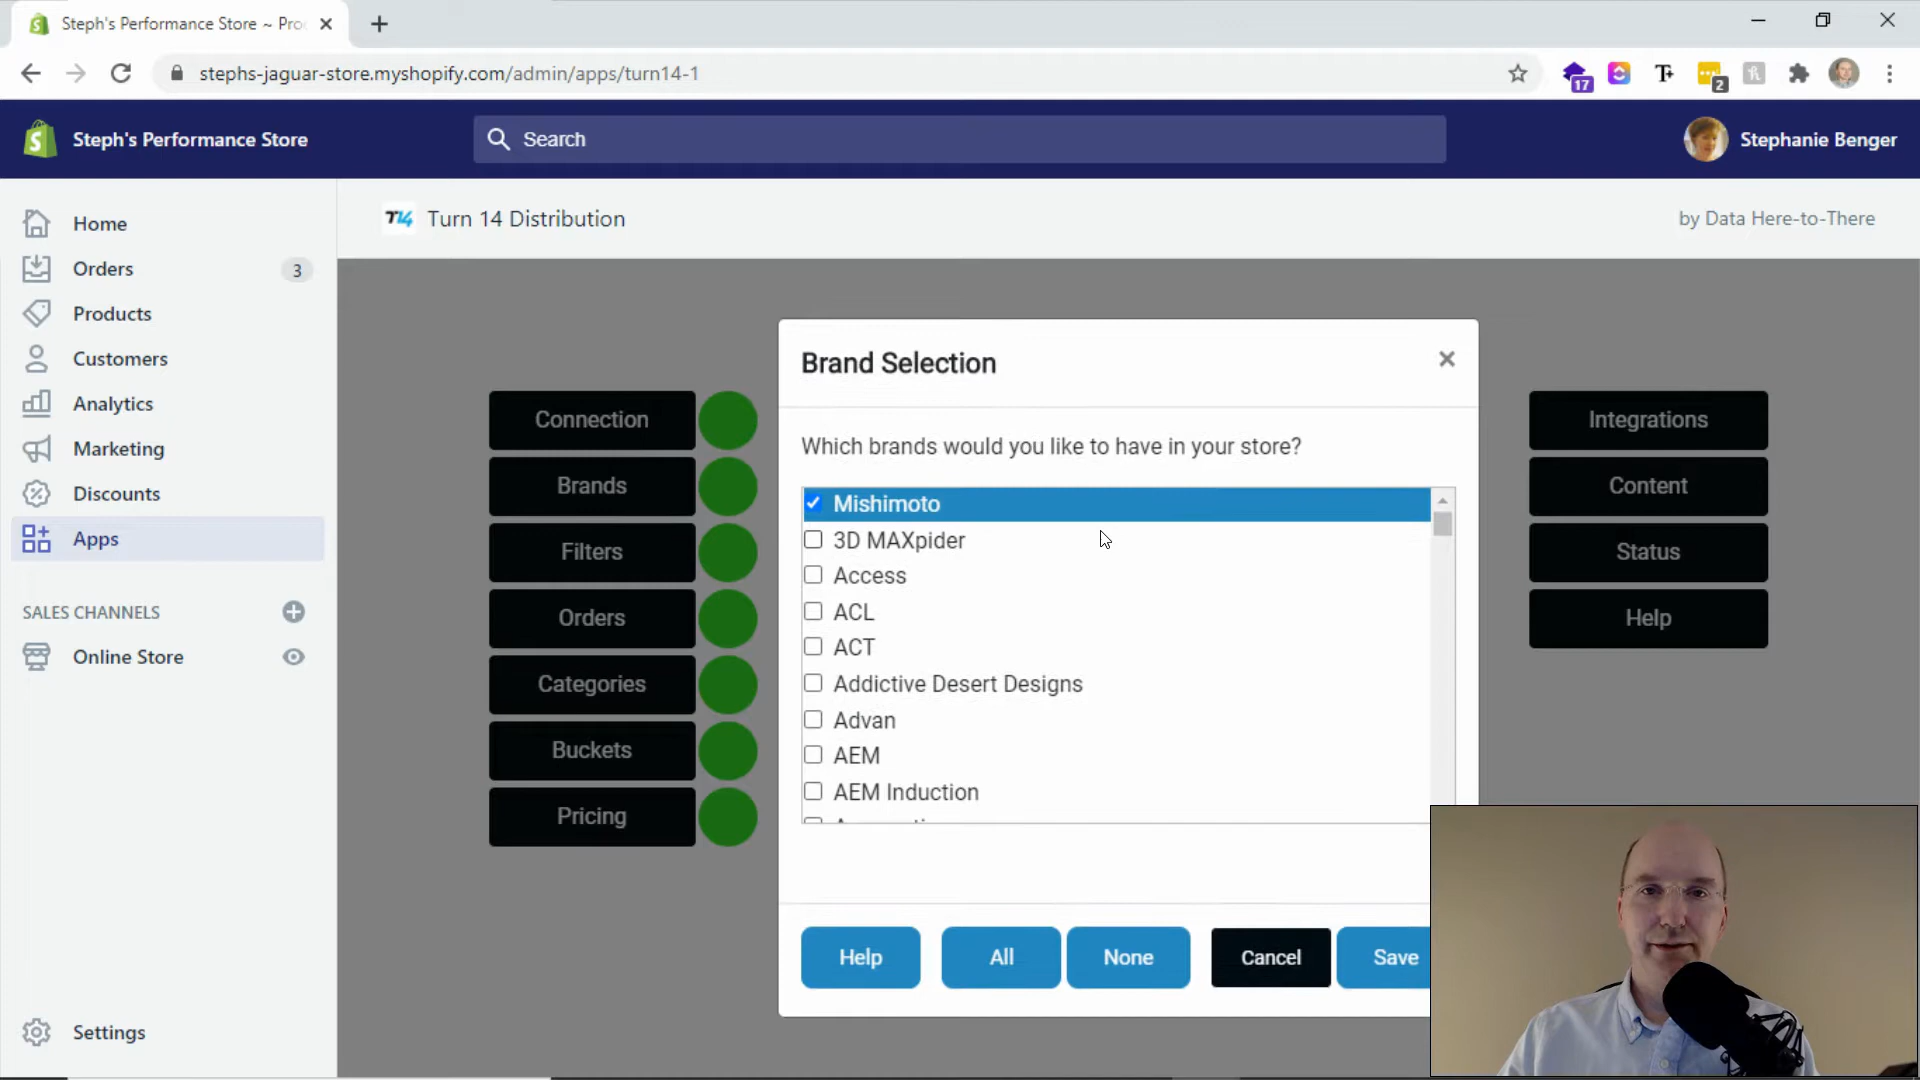 Steph's Performance Store ~ Pro
stephs-jaguar-store.myshopify.com/admin/apps/turn14-1
17
2
Steph's Performance Store
Search
Stephanie Benger
Home
Orders
3
Products
Customers
Analytics
Marketing
Discounts
Apps
SALES CHANNELS
Online Store
Settings
T14
Turn 14 Distribution
by Data Here-to-There
Connection
Brands
Filters
Orders
Categories
Buckets
Pricing
Brand Selection
Which brands would you like to have in your store?
Mishimoto
3D MAXpider
Access
ACL
ACT
Addictive Desert Designs
Advan
AEM
AEM Induction
Help
All
None
Cancel
Save
Integrations
Content
Status
Help